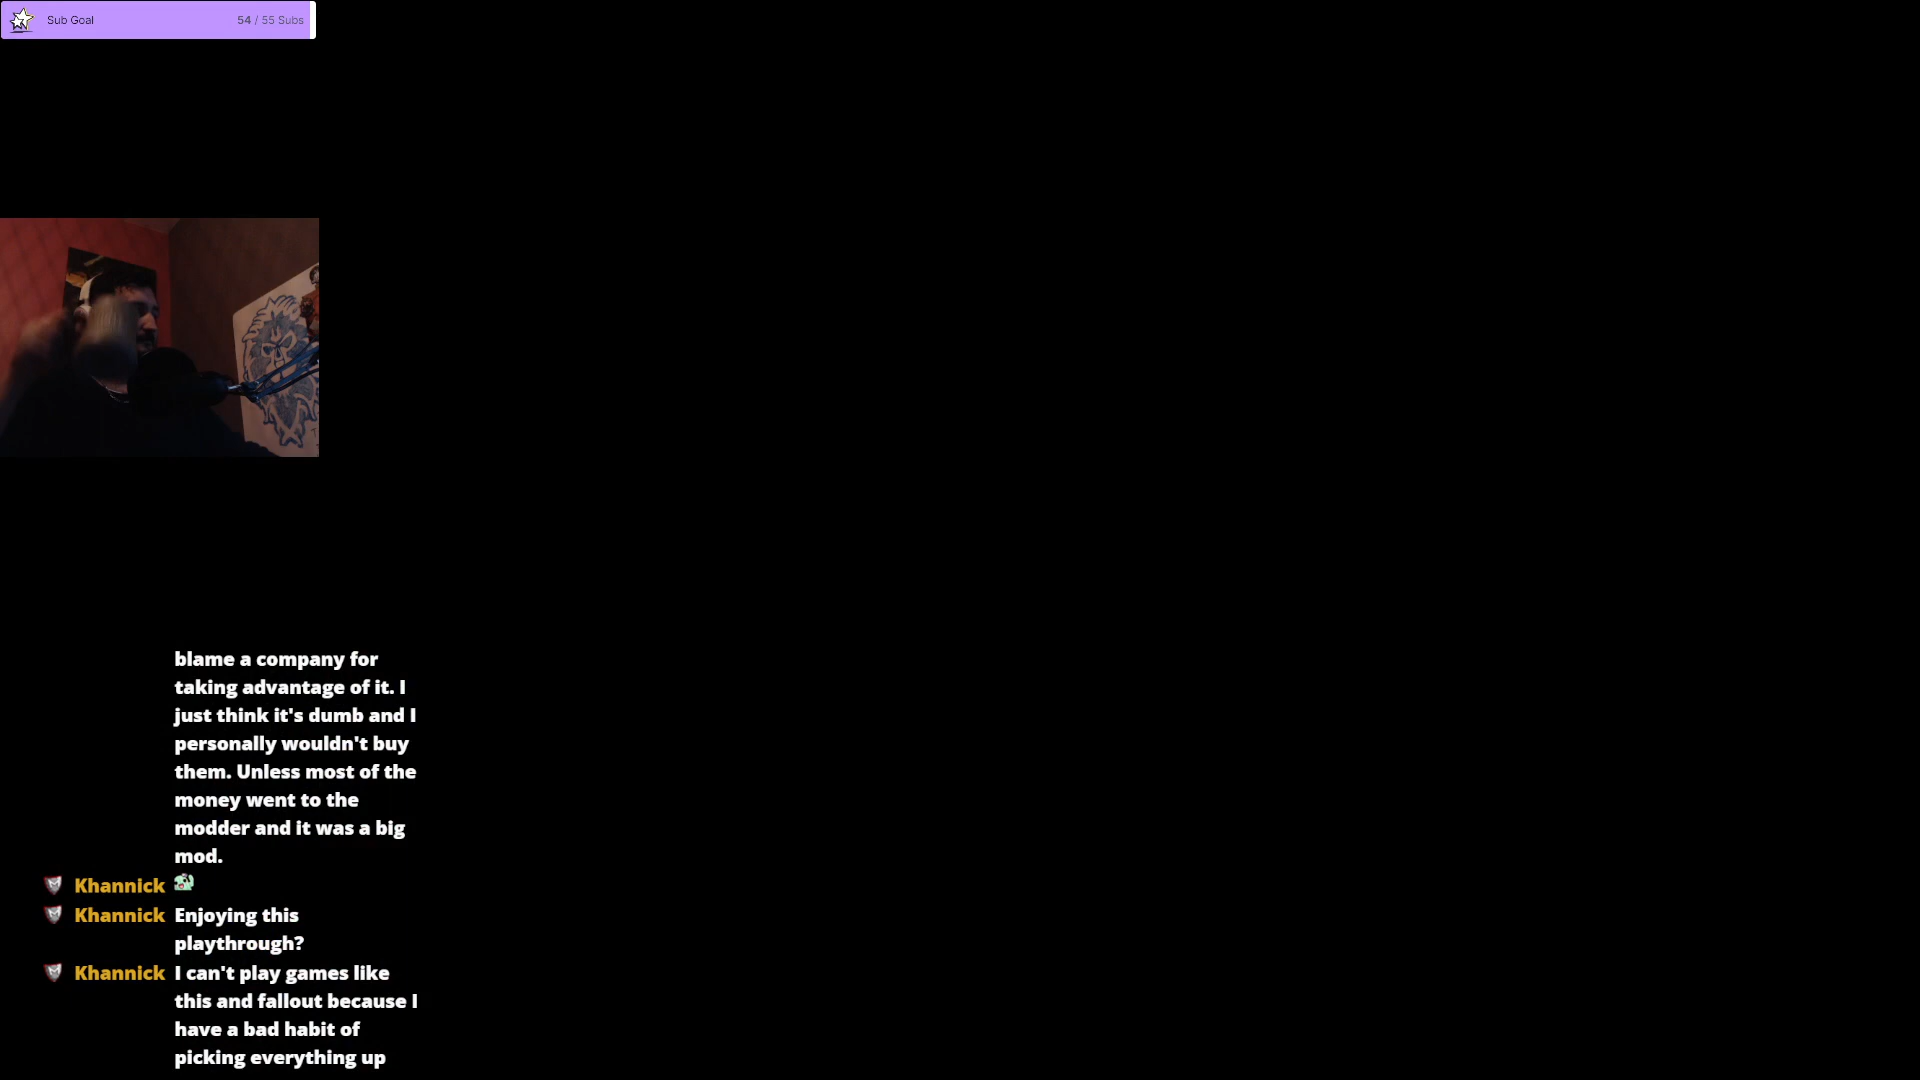 Sub Goal 54 / 55 Subs
blame a company for
taking advantage of it. I
just think it's dumb and I
personally wouldn't buy
them. Unless most of the
money went to the
modder and it was a big
mod.
Khannick
Khannick Enjoying this
playthrough?
Khannick I can't play games like
this and fallout because I
have a bad habit of
picking everything up